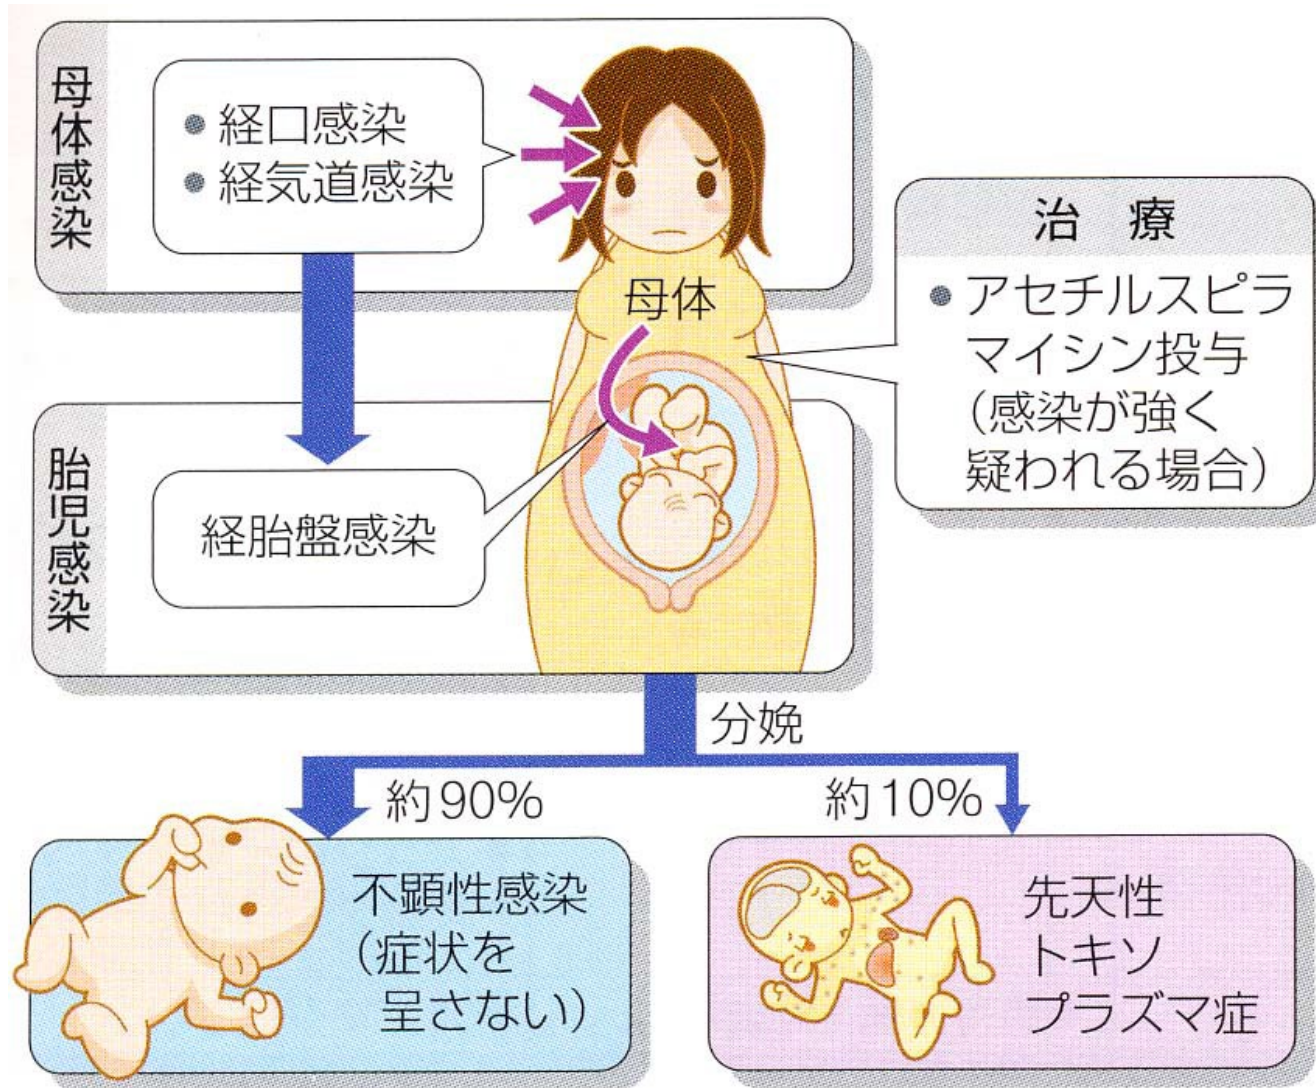 母体感染
● 経口感染
● 経気道感染
母体
治 療
● アセチルスピラ
マイシン投与
（感染が強く
疑われる場合）
胎児感染
経胎盤感染
分娩
約90%
約10%
不顕性感染
（症状を
呈さない）
先天性
トキソ
プラズマ症